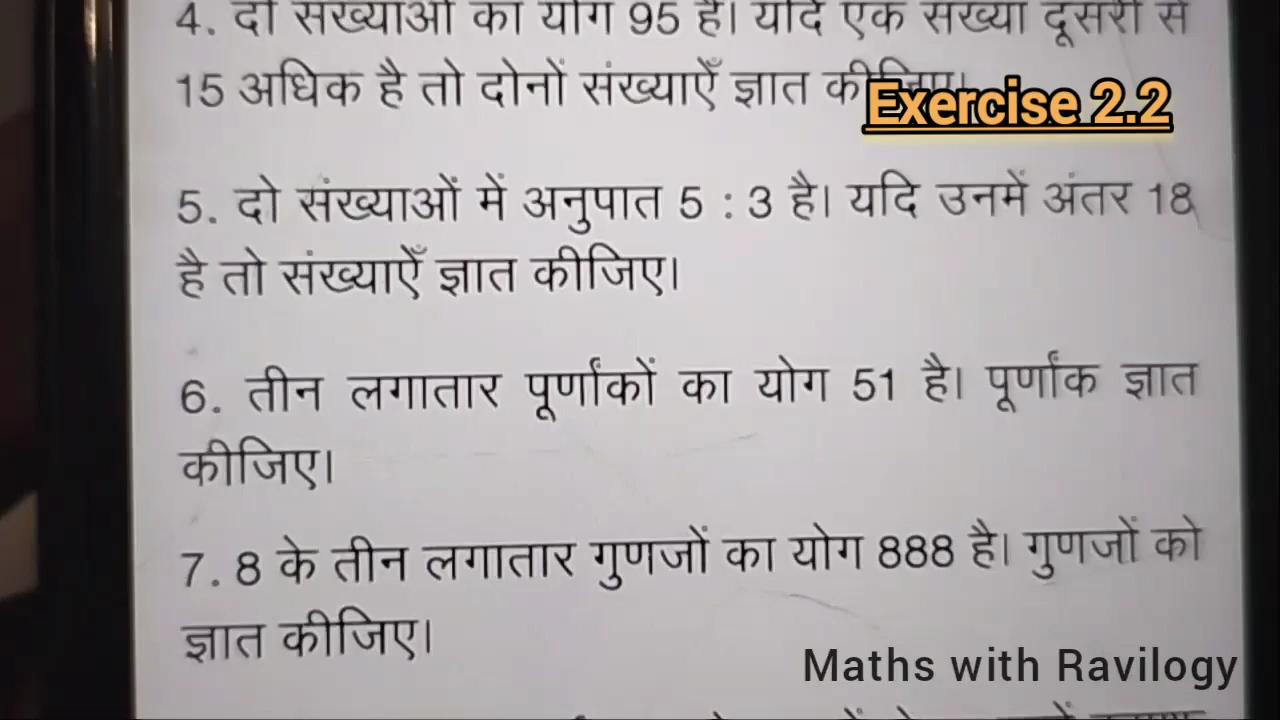 4. दो संख्याओं का योग 95 है। यदि एक संख्या दूसरी से
15 अधिक है तो दोनों संख्याएँ ज्ञात कीजिए।
Exercise 2.2
5. दो संख्याओं में अनुपात 5 : 3 है। यदि उनमें अंतर 18
है तो संख्याएँ ज्ञात कीजिए।
6. तीन लगातार पूर्णांकों का योग 51 है। पूर्णांक ज्ञात
कीजिए।
7. 8 के तीन लगातार गुणजों का योग 888 है। गुणजों को
ज्ञात कीजिए।
Maths with Ravilogy